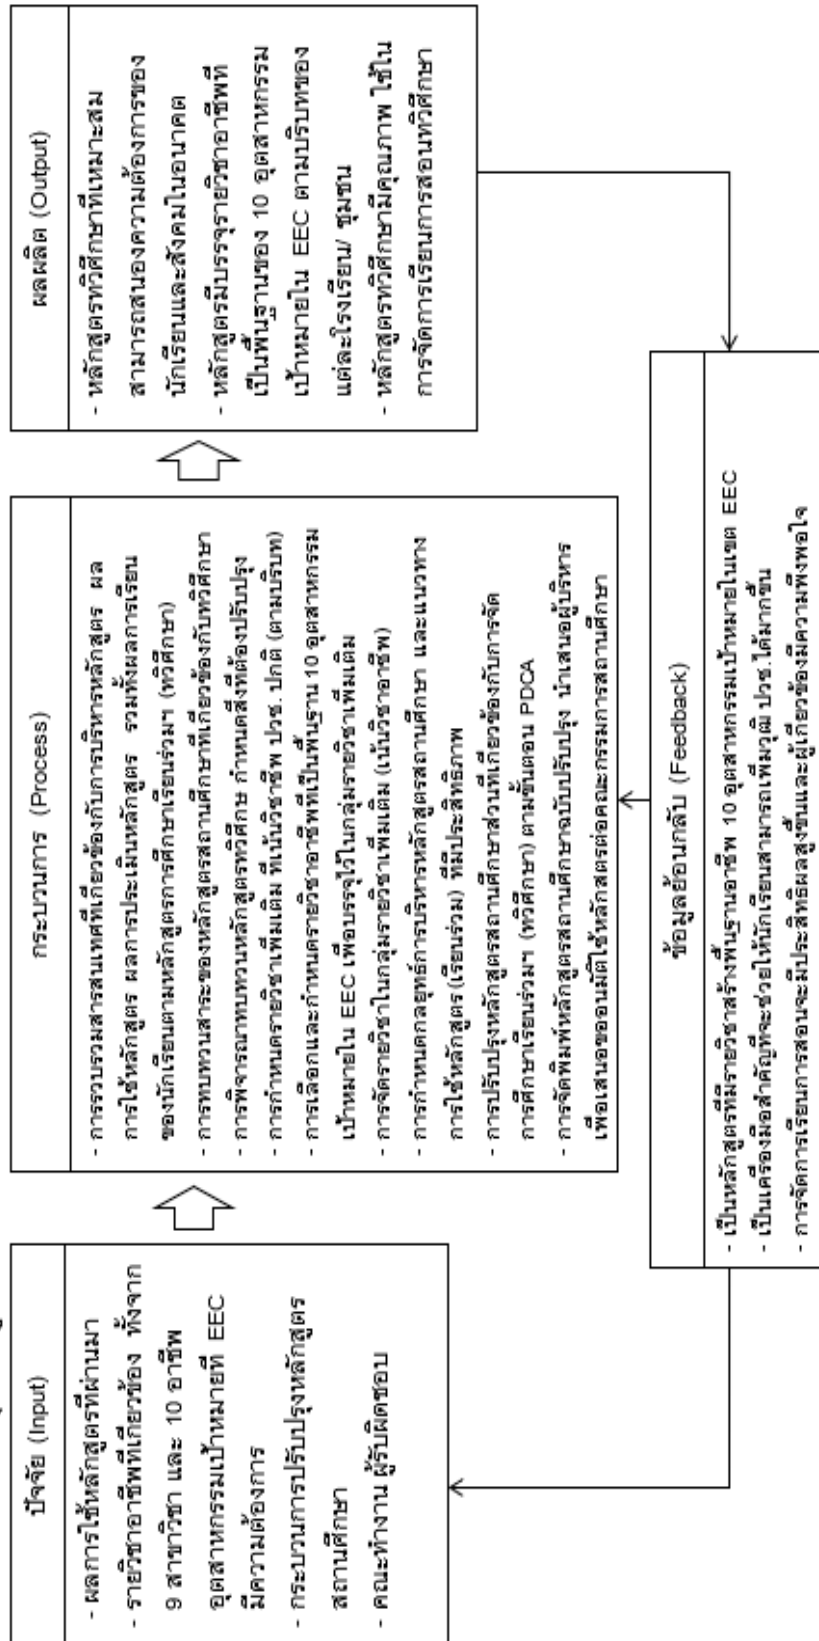 ปัจจัย (Input)
- ผลการใช้หลักสูตรที่ผ่านมา
- รายวิชาอาชีพที่เกี่ยวข้อง ทั้งจาก
9 สาขาวิชา และ 10 อาชีพ
อุตสาหกรรมเป้าหมายที่ EEC
มีความต้องการ
- กระบวนการปรับปรุงหลักสูตร
สถานศึกษา
- คณะทำงาน ผู้รับผิดชอบ
กระบวนการ (Process)
- การรวบรวมสารสนเทศที่เกี่ยวข้องกับการบริหารหลักสูตร ผล
การใช้หลักสูตร ผลการประเมินหลักสูตร รวมทั้งผลการเรียน
ของนักเรียนตามหลักสูตรการศึกษาเรียนร่วมฯ (ทวิศึกษา)
- การทบทวนสาระของหลักสูตรสถานศึกษาที่เกี่ยวข้องกับทวิศึกษา
- การพิจารณาทบทวนหลักสูตรทวิศึกษ กำหนดสิ่งที่ต้องปรับปรุง
- การกำหนดรายวิชาเพิ่มเติม ที่เน้นวิชาชีพ ปวช. ปกติ (ตามบริบท)
- การเลือกและกำหนดรายวิชาอาชีพที่เป็นพื้นฐาน 10 อุตสาหกรรม
เป้าหมายใน EEC เพื่อบรรจุไว้ในกลุ่มรายวิชาเพิ่มเติม
- การจัดรายวิชาในกลุ่มรายวิชาเพิ่มเติม (เน้นวิชาอาชีพ)
- การกำหนดกลยุทธ์การบริหารหลักสูตรสถานศึกษา และแนวทาง
การใช้หลักสูตร (เรียนร่วม) ที่มีประสิทธิภาพ
- การปรับปรุงหลักสูตรสถานศึกษาส่วนที่เกี่ยวข้องกับการจัด
การศึกษาเรียนร่วมฯ (ทวิศึกษา) ตามขั้นตอน PDCA
- การจัดพิมพ์หลักสูตรสถานศึกษาฉบับปรับปรุง นำเสนอผู้บริหาร
เพื่อเสนอขออนุมัติใช้หลักสูตรต่อคณะกรรมการสถานศึกษา
ผลผลิต (Output)
- หลักสูตรทวิศึกษาที่เหมาะสม
สามารถสนองความต้องการของ
นักเรียนและสังคมในอนาคต
- หลักสูตรมีบรรจุรายวิชาอาชีพที่
เป็นพื้นฐานของ 10 อุตสาหกรรม
เป้าหมายใน EEC ตามบริบทของ
แต่ละโรงเรียน/ ชุมชน
- หลักสูตรทวิศึกษามีคุณภาพ ใช้ใน
การจัดการเรียนการสอนทวิศึกษา
ข้อมูลย้อนกลับ (Feedback)
- เป็นหลักสูตรที่มีรายวิชาสร้างพื้นฐานอาชีพ 10 อุตสาหกรรมเป้าหมายในเขต EEC
- เป็นเครื่องมือสำคัญที่จะช่วยให้นักเรียนสามารถเพิ่มวุฒิ ปวช.ได้มากขึ้น
- การจัดการเรียนการสอนจะมีประสิทธิผลสูงขึ้นและผู้เกี่ยวข้องมีความพึงพอใจ